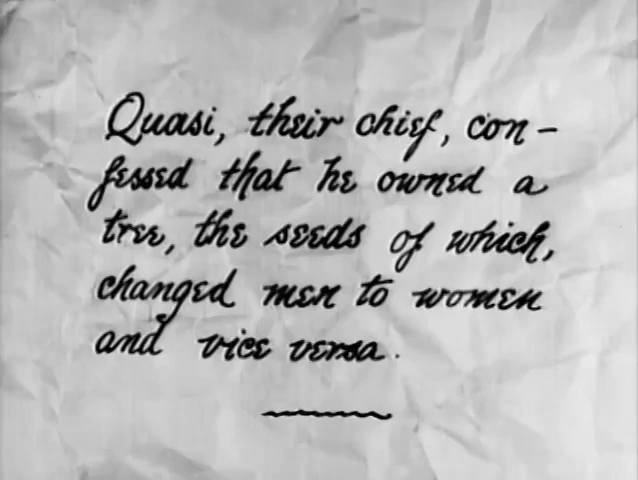 Quasi, their chief, con-
fessed that he owned a
tree, the seeds of which,
changed men to women
and vice versa.